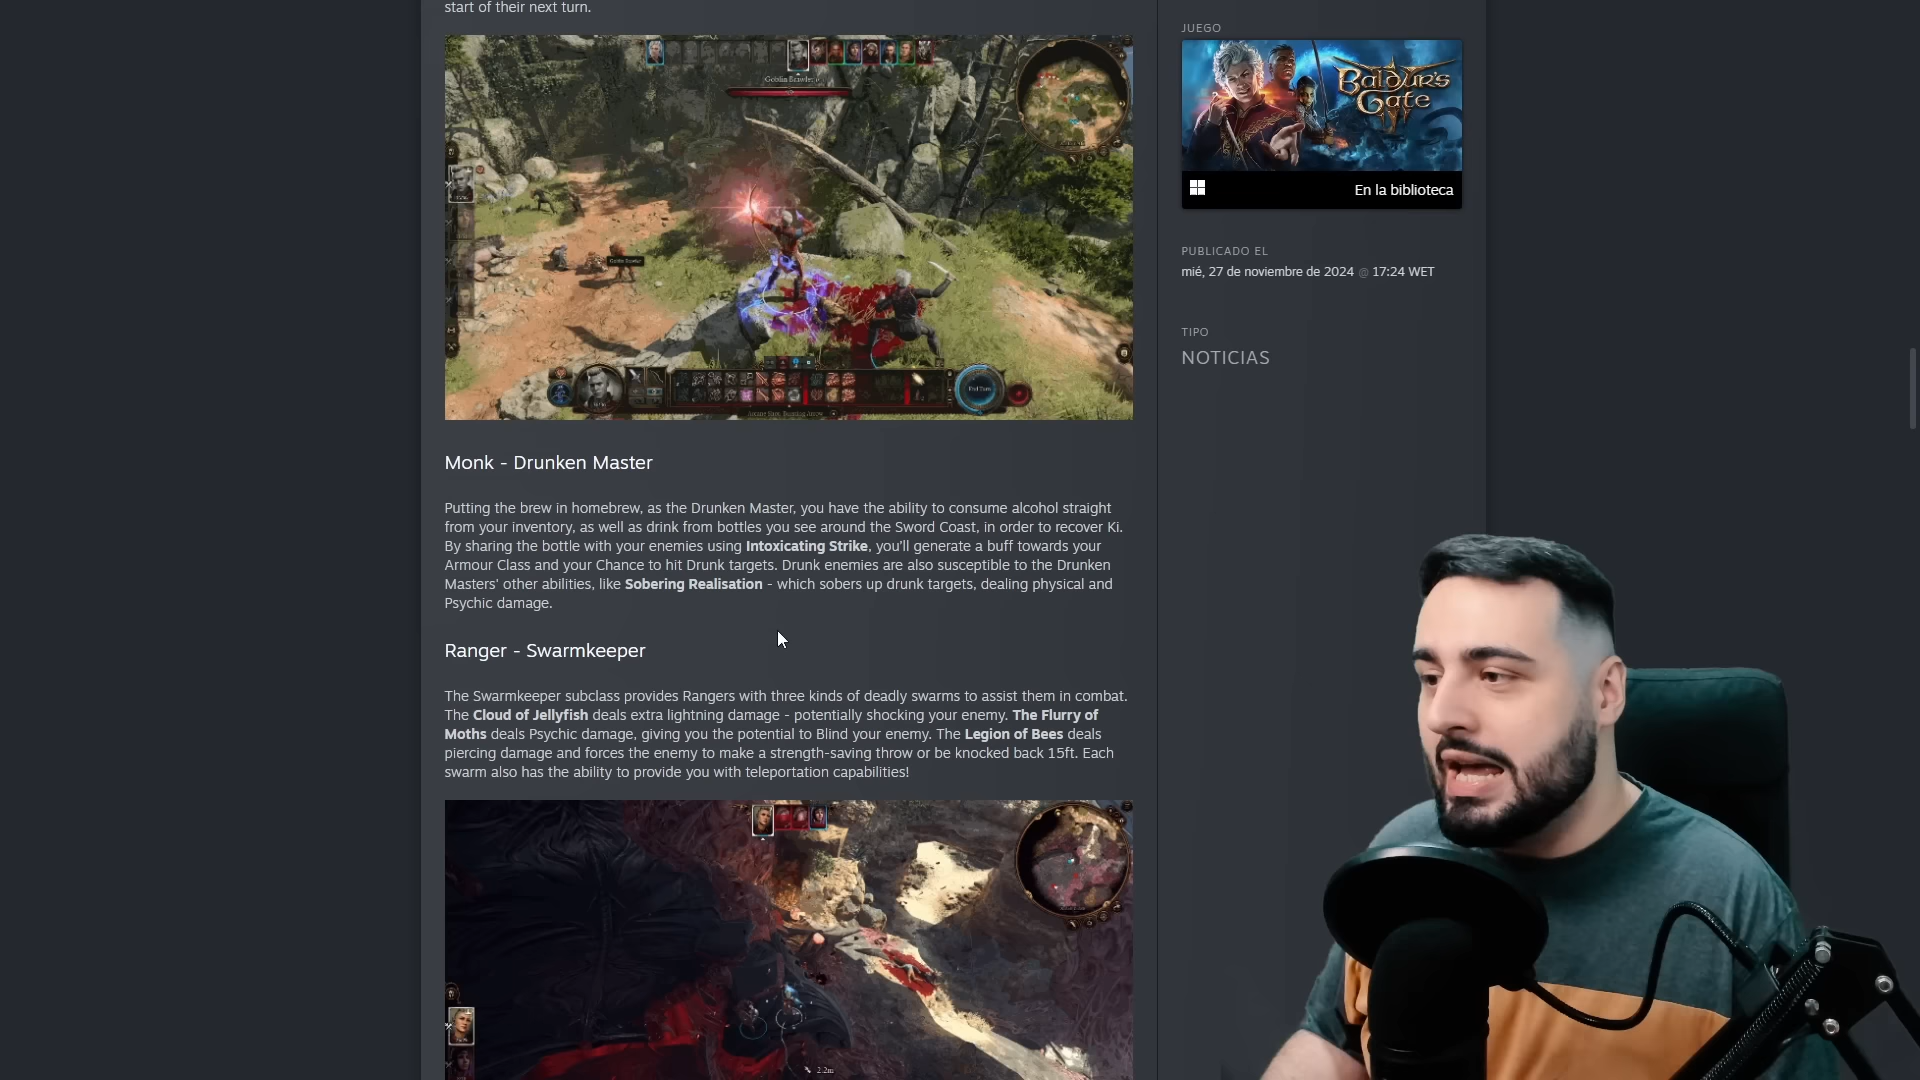 start of their next turn.
Goblin Brawler
Goblin Brawler
End Turn
Monk - Drunken Master
Putting the brew in homebrew, as the Drunken Master, you have the ability to consume alcohol straight
from your inventory, as well as drink from bottles you see around the Sword Coast, in order to recover Ki.
By sharing the bottle with your enemies using Intoxicating Strike, you'll generate a buff towards your
Armour Class and your Chance to hit Drunk targets. Drunk enemies are also susceptible to the Drunken
Masters' other abilities, like Sobering Realisation - which sobers up drunk targets, dealing physical and
Psychic damage.
Ranger - Swarmkeeper
The Swarmkeeper subclass provides Rangers with three kinds of deadly swarms to assist them in combat.
The Cloud of Jellyfish deals extra lightning damage - potentially shocking your enemy. The Flurry of
Moths deals Psychic damage, giving you the potential to Blind your enemy. The Legion of Bees deals
piercing damage and forces the enemy to make a strength-saving throw or be knocked back 15ft. Each
swarm also has the ability to provide you with teleportation capabilities!
2.2m
JUEGO
BALDUR'S
GATE
III
En la biblioteca
PUBLICADO EL
mié, 27 de noviembre de 2024 @ 17:24 WET
TIPO
NOTICIAS